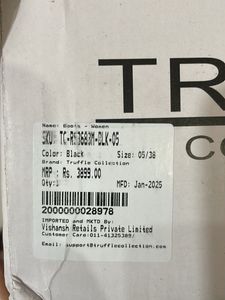 Name: Boots - Women
SKU: TC-RS3683M-BLK-05
Color: Black Size: 05/38
Brand: Truffle Collection
MRP : Rs. 3899.00
Qty:1 MFD: Jan-2025
2000000028978
IMPORTED and MKTD By:
Vishansh Retails Private Limited
Customer Care:011-41325389/
Email: support@trufflecollection.com
TR
CO